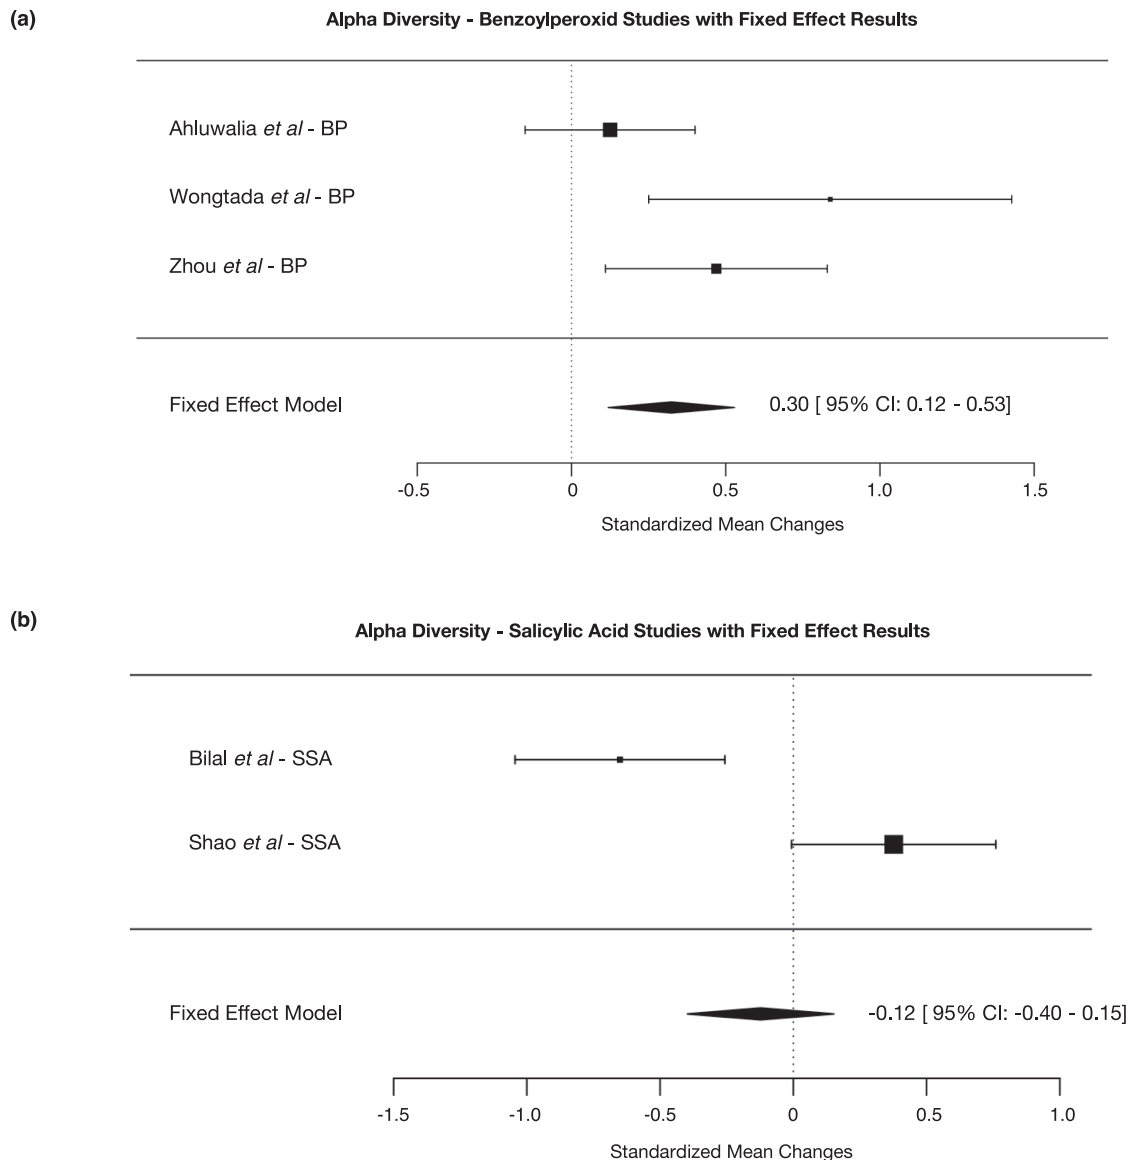 (a)
Alpha Diversity - Benzoylperoxid Studies with Fixed Effect Results
Ahluwalia et al - BP
Wongtada et al - BP
Zhou et al - BP
Fixed Effect Model
0.30 [ 95% CI: 0.12 - 0.53]
-0.5 0 0.5 1.0 1.5
Standardized Mean Changes
(b)
Alpha Diversity - Salicylic Acid Studies with Fixed Effect Results
Bilal et al - SSA
Shao et al - SSA
Fixed Effect Model
-0.12 [ 95% CI: -0.40 - 0.15]
-1.5 -1.0 -0.5 0 0.5 1.0
Standardized Mean Changes